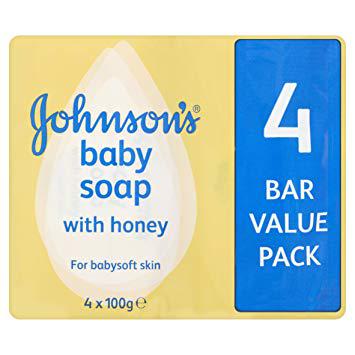 Johnson's®
baby
soap
with honey
For babysoft skin
4 x 100g℮
4
BAR
VALUE
PACK